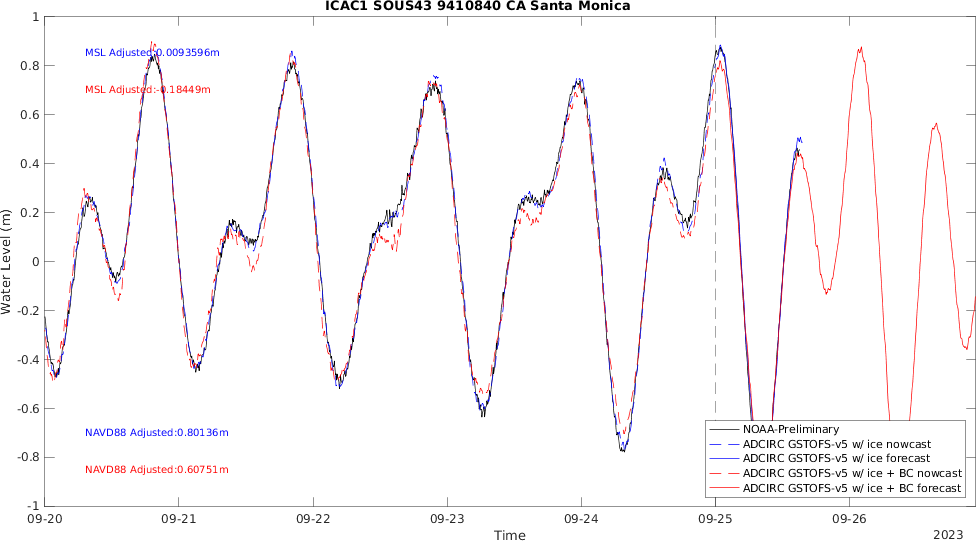 ICAC1 SOUS43 9410840 CA Santa Monica
1
0.8
0.6
0.4
0.2
0
-0.2
-0.4
-0.6
-0.8
-1
Water Level (m)
MSL Adjusted:0.0093596m
MSL Adjusted:-0.18449m
NAVD88 Adjusted:0.80136m
NAVD88 Adjusted:0.60751m
NOAA-Preliminary
ADCIRC GSTOFS-v5 w/ ice nowcast
ADCIRC GSTOFS-v5 w/ ice forecast
ADCIRC GSTOFS-v5 w/ ice + BC nowcast
ADCIRC GSTOFS-v5 w/ ice + BC forecast
09-20 09-21 09-22 09-23 09-24 09-25 09-26
Time
2023